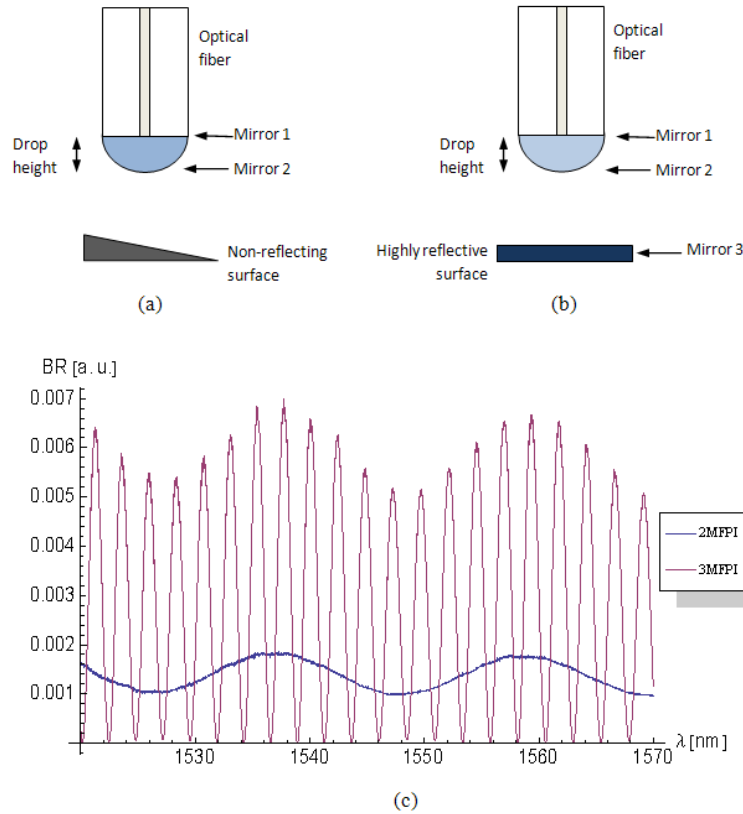 Optical
fiber
Mirror 1
Drop
height
Mirror 2
Non-reflecting
surface
(a)
Optical
fiber
Mirror 1
Drop
height
Mirror 2
Highly reflective
surface
Mirror 3
(b)
BR [a. u.]
0.007
0.006
0.005
0.004
0.003
0.002
0.001
1530
1540
1550
1560
1570
λ [nm]
2MFPI
3MFPI
(c)